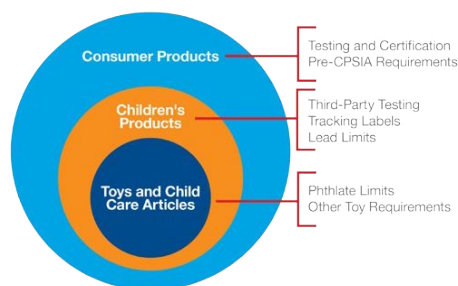 Consumer Products
Testing and Certification
Pre-CPSIA Requirements
Children's
Products
Third-Party Testing
Tracking Labels
Lead Limits
Toys and Child
Care Articles
Phthlate Limits
Other Toy Requirements